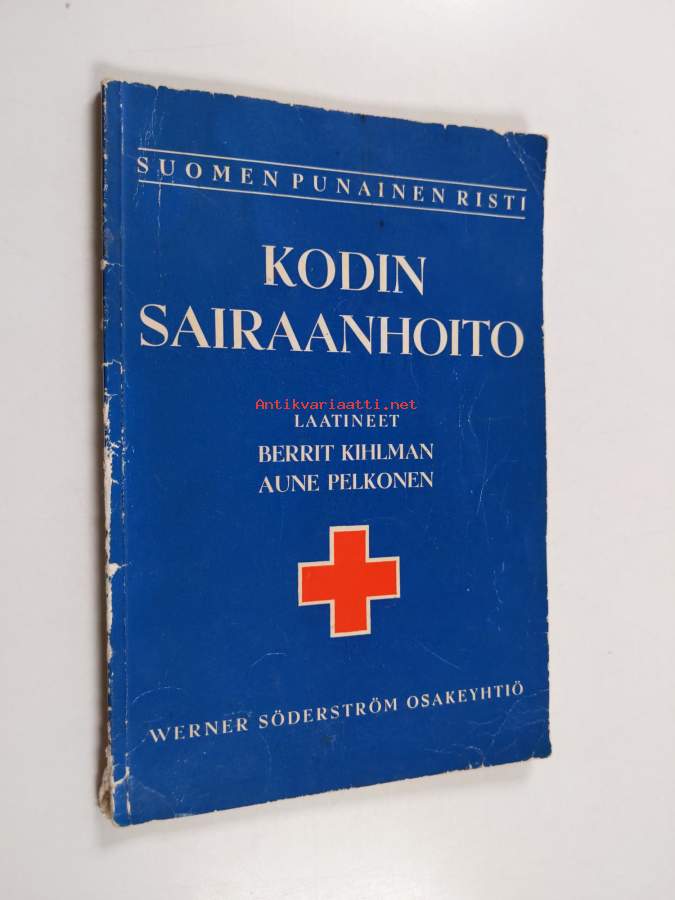 SUOMEN PUNAINEN RISTI
KODIN
SAIRAANHOITO
Antikvariaatti.net
LAATINEET
BERRIT KIHLMAN
AUNE PELKONEN
WERNER SÖDERSTRÖM OSAKEYHTIÖ